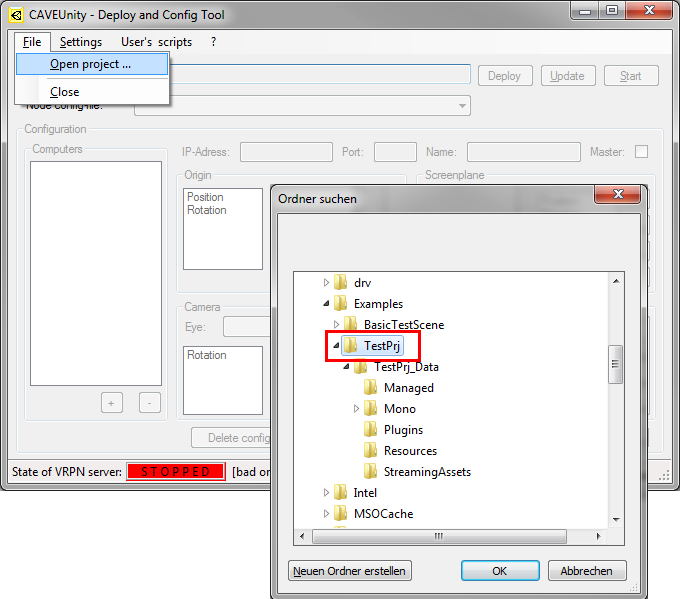 CAVEUnity - Deploy and Config Tool
File Settings User's scripts ?
Open project ...
Deploy Update Start
Close
Node Config-file:
Configuration
Computers
IP-Adress: Port: Name: Master:
Origin
Screenplane
Position
Rotation
Camera
Eye:
Rotation
+ -
Delete config
State of VRPN server: STOPPED [bad or
Ordner suchen
drv
Examples
BasicTestScene
TestPrj
TestPrj_Data
Managed
Mono
Plugins
Resources
StreamingAssets
Intel
MSOCache
Neuen Ordner erstellen OK Abbrechen